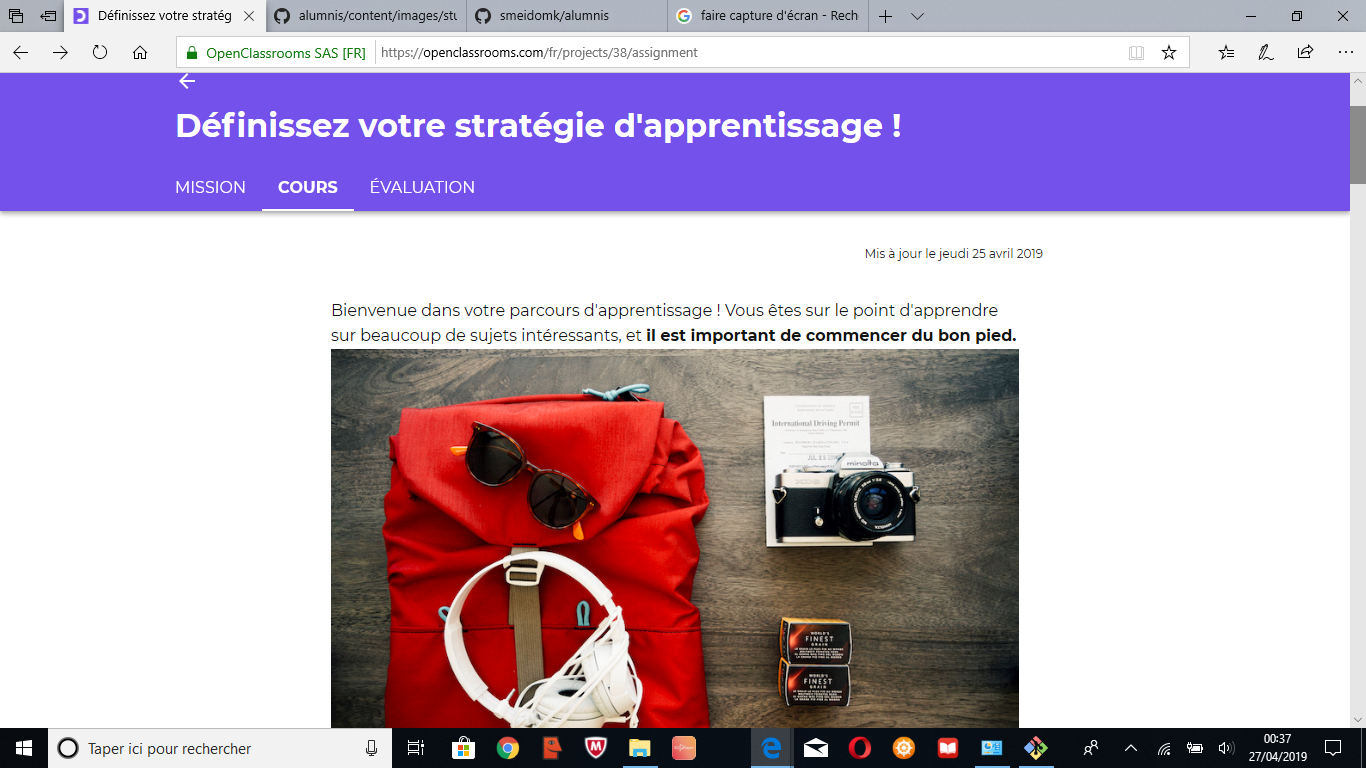 Définissez votre stratég
alumnis/content/images/stu
smeidomk/alumnis
faire capture d'écran - Rech
OpenClassrooms SAS [FR]
https://openclassrooms.com/fr/projects/38/assignment
Définissez votre stratégie d'apprentissage !
MISSION
COURS
ÉVALUATION
Mis à jour le jeudi 25 avril 2019
Bienvenue dans votre parcours d'apprentissage ! Vous êtes sur le point d'apprendre
sur beaucoup de sujets intéressants, et il est important de commencer du bon pied.
International Driving Permit
minolta
WORLD'S
FINEST
GRAIN
WORLD'S
FINEST
GRAIN
Taper ici pour rechercher
00:37
27/04/2019